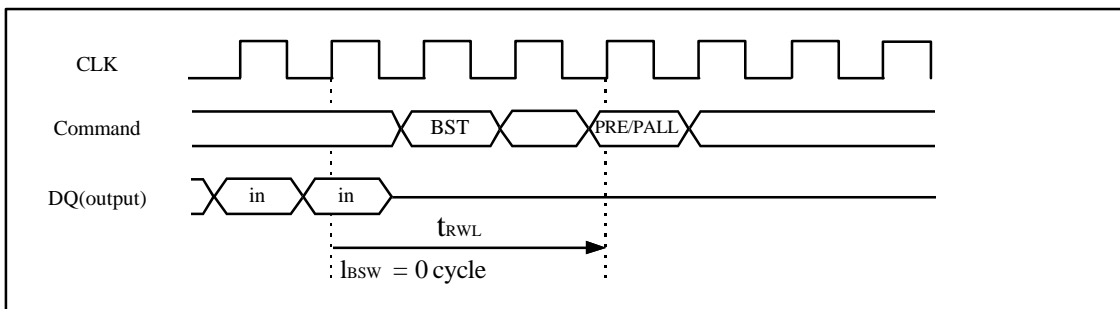 CLK
Command BST PRE/PALL
DQ(output) in in
tRWL
lBSW = 0 cycle